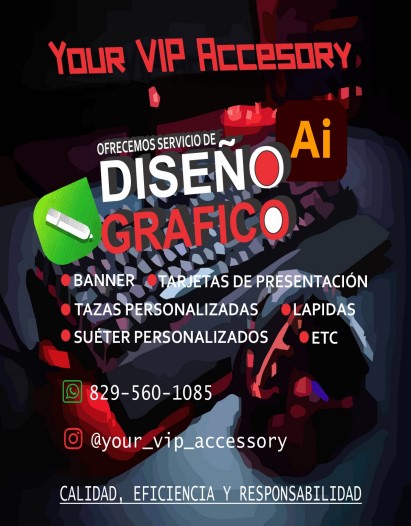 YOUR VIP ACCESORY
Ai
OFRECEMOS SERVICIO DE
DISEÑO
GRAFICO
BANNER TARJETAS DE PRESENTACIÓN
TAZAS PERSONALIZADAS LAPIDAS
SUÉTER PERSONALIZADOS ETC
829-560-1085
@your_vip_accessory
CALIDAD, EFICIENCIA Y RESPONSABILIDAD